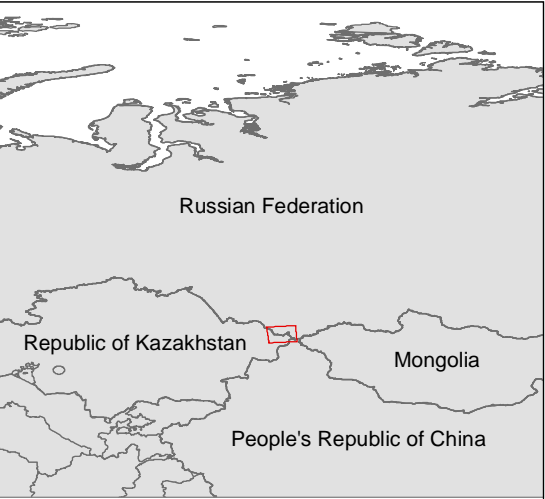 Russian Federation
Republic of Kazakhstan
Mongolia
People's Republic of China